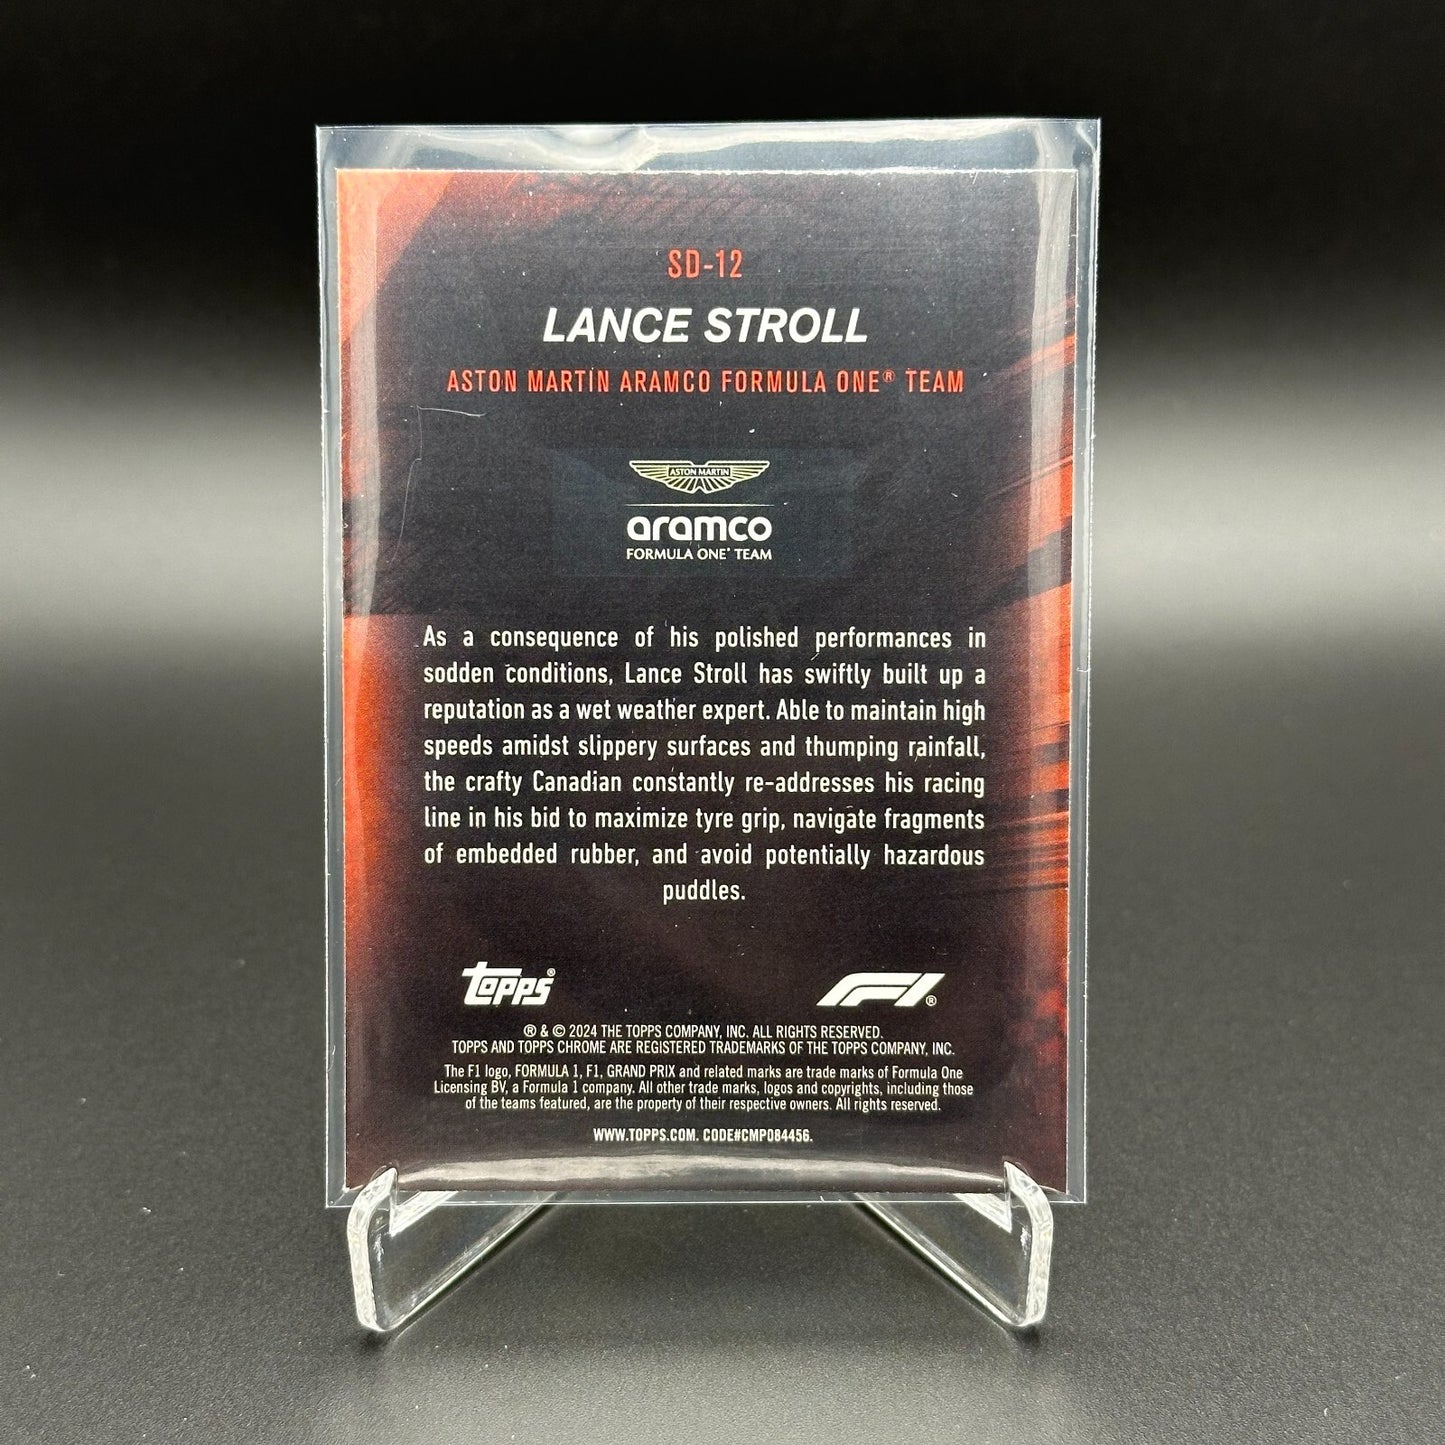 SD-12
LANCE STROLL
ASTON MARTIN ARAMCO FORMULA ONE® TEAM
ASTON MARTIN
aramco
FORMULA ONE® TEAM
As a consequence of his polished performances in
sodden conditions, Lance Stroll has swiftly built up a
reputation as a wet weather expert. Able to maintain high
speeds amidst slippery surfaces and thumping rainfall,
the crafty Canadian constantly re-addresses his racing
line in his bid to maximize tyre grip, navigate fragments
of embedded rubber, and avoid potentially hazardous
puddles.
topps®
F1®
® & © 2024 THE TOPPS COMPANY, INC. ALL RIGHTS RESERVED.
TOPPS AND TOPPS CHROME ARE REGISTERED TRADEMARKS OF THE TOPPS COMPANY, INC.
The F1 logo, FORMULA 1, F1, GRAND PRIX and related marks are trade marks of Formula One
Licensing BV, a Formula 1 company. All other trade marks, logos and copyrights, including those
of the teams featured, are the property of their respective owners. All rights reserved.
WWW.TOPPS.COM. CODE#CMP084456.